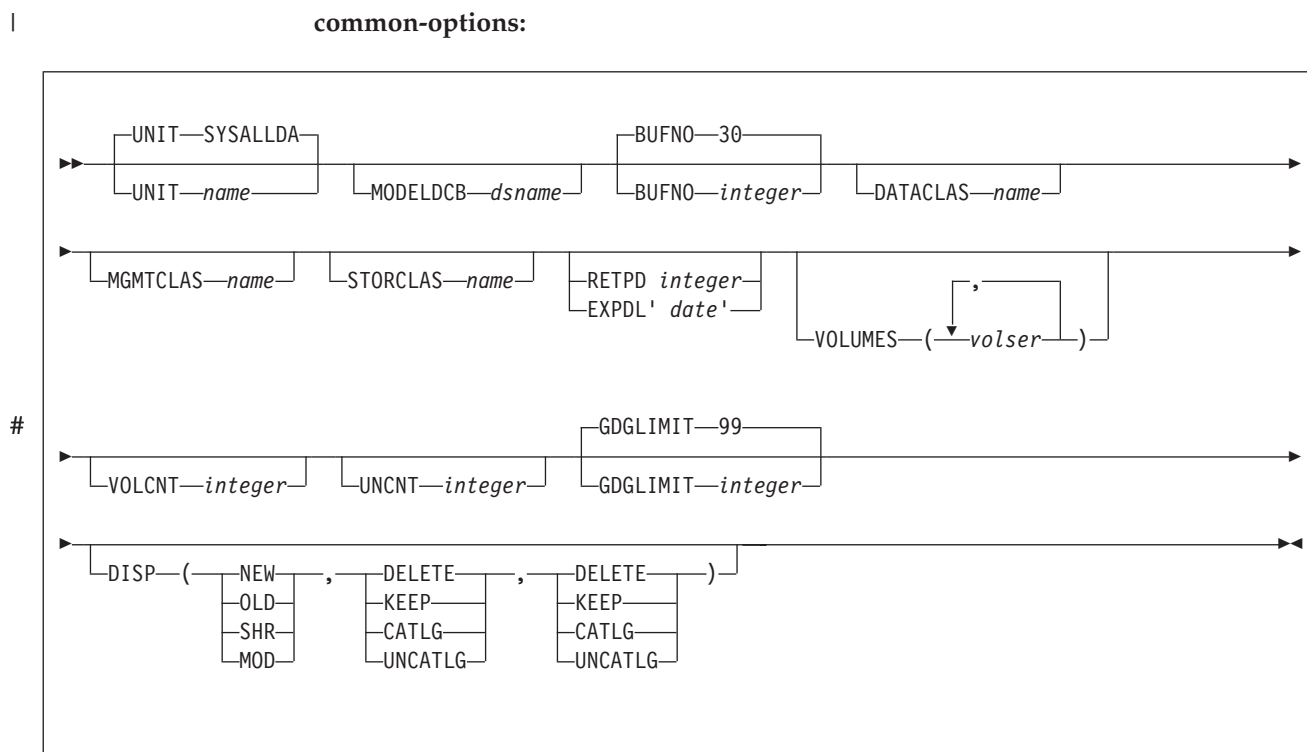 | common-options:
UNIT SYSALLDA BUFNO 30
UNIT name MODELDCB dsname BUFNO integer DATACLAS name
MGMTCLAS name STORCLAS name RETPD integer
EXPDL' date' ,
VOLUMES ( volser )
# GDGLIMIT 99
VOLCNT integer UNCNT integer GDGLIMIT integer
DISP ( NEW , DELETE , DELETE )
OLD KEEP KEEP
SHR CATLG CATLG
MOD UNCATLG UNCATLG